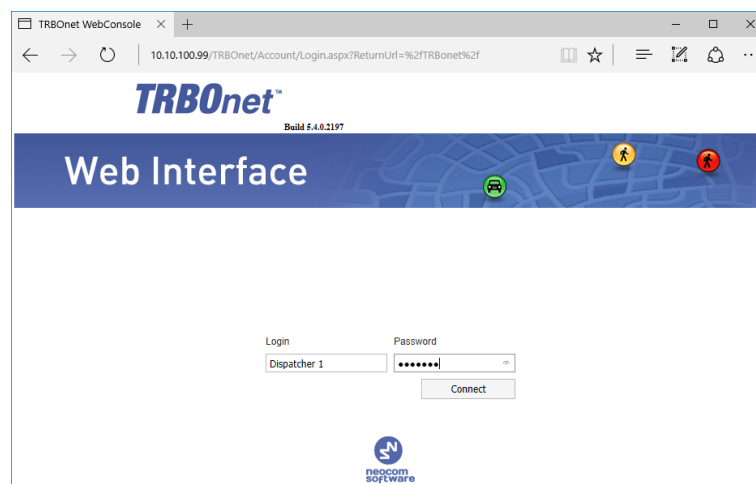 TRBOnet WebConsole
10.10.100.99/TRBOnet/Account/Login.aspx?ReturnUrl=%2fTRBonet%2f
TRBOnet™
Build 5.4.0.2197
Web Interface
Login Password
Dispatcher 1 •••••••
Connect
neocom
software